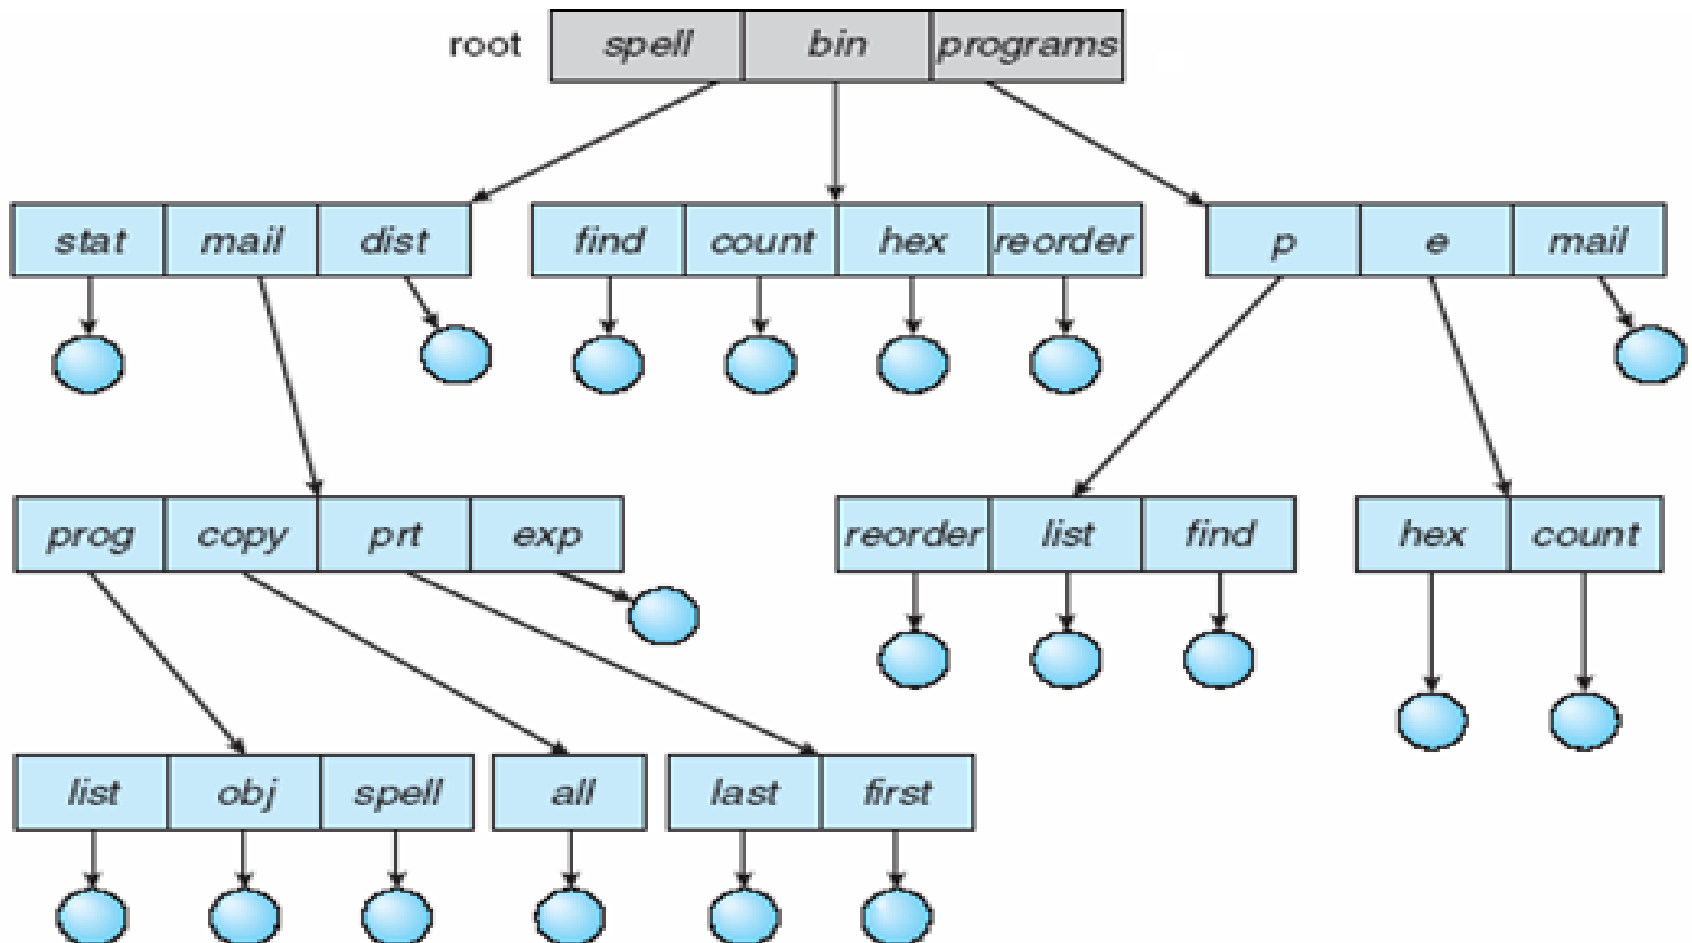 root spell bin programs
stat mail dist find count hex reorder p e mail
prog copy prt exp reorder list find hex count
list obj spell all last first